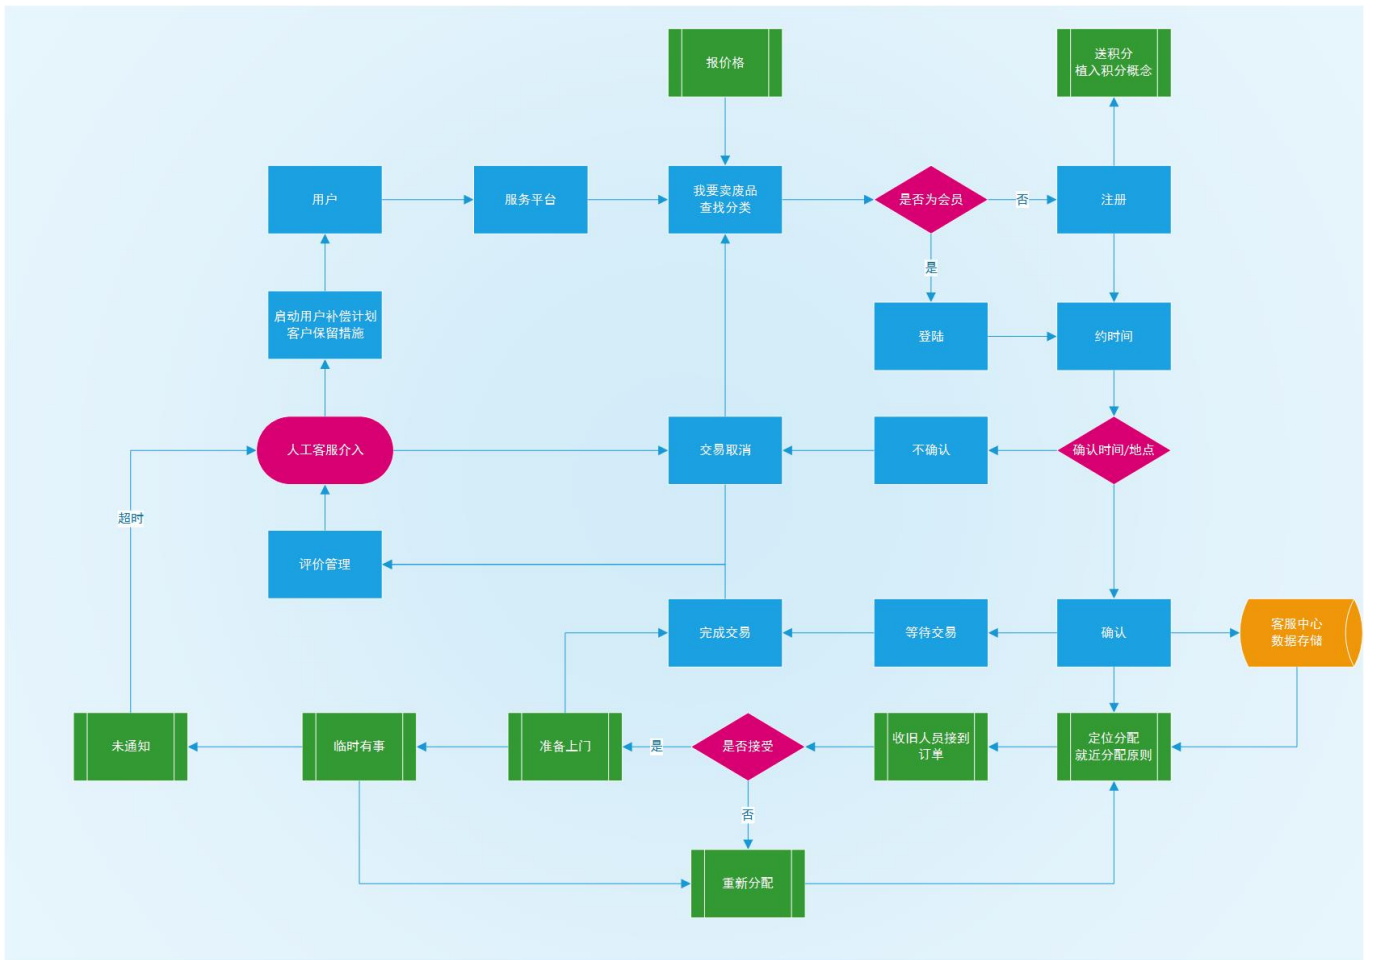 报价格
送积分
植入积分概念
用户
服务平台
我要卖废品
查找分类
是否为会员
否
注册
是
启动用户补偿计划
客户保留措施
登陆
约时间
人工客服介入
交易取消
不确认
确认时间/地点
超时
评价管理
完成交易
等待交易
确认
客服中心
数据存储
未通知
临时有事
准备上门
是
是否接受
收旧人员接到
订单
定位分配
就近分配原则
否
重新分配